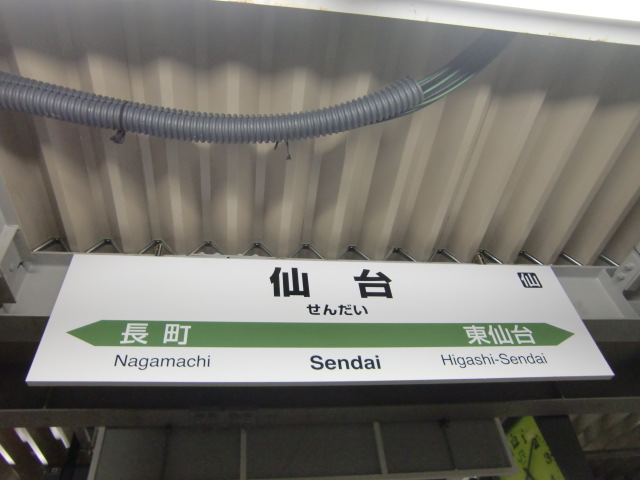 仙台
仙
せんだい
長町
東仙台
Nagamachi
Sendai
Higashi-Sendai